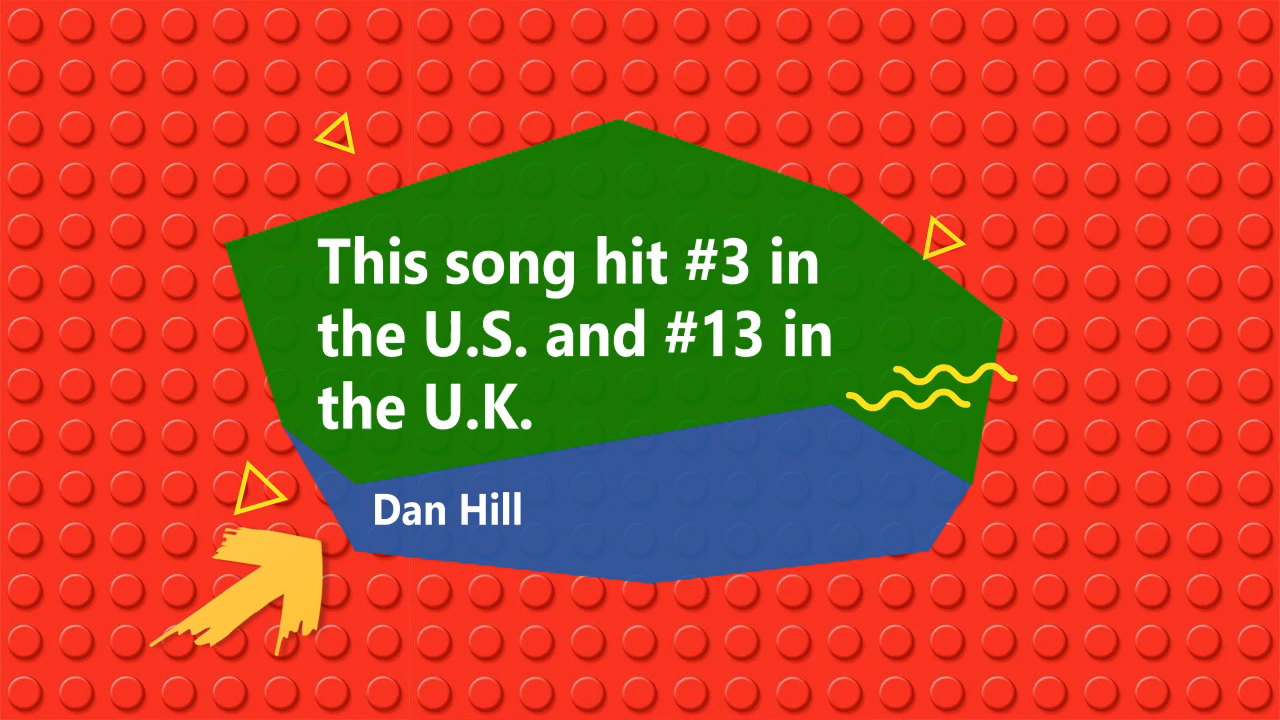 This song hit #3 in
the U.S. and #13 in
the U.K.
Dan Hill